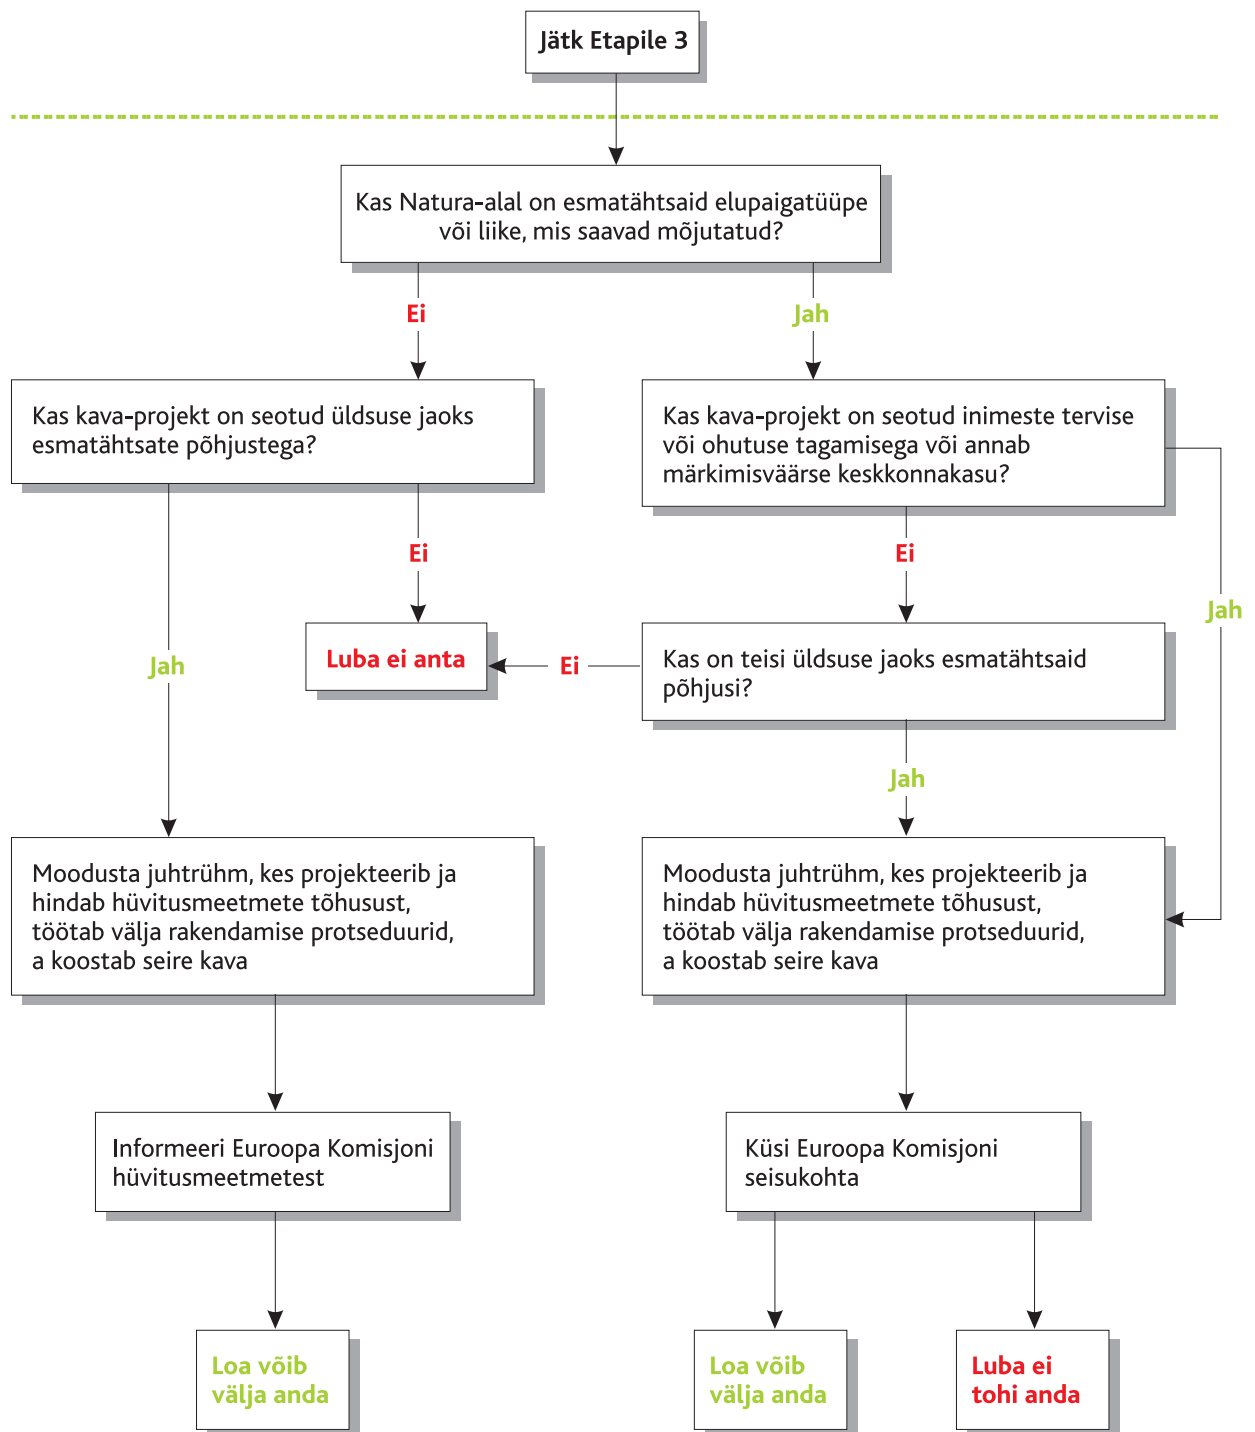 Jätk Etapile 3
Kas Natura-alal on esmatähtsaid elupaigatüüpe
või liike, mis saavad mõjutatud?
Ei
Jah
Kas kava-projekt on seotud üldsuse jaoks
esmatähtsate põhjustega?
Kas kava-projekt on seotud inimeste tervise
või ohutuse tagamisega või annab
märkimisväärse keskkonnakasu?
Ei
Ei
Jah
Jah
Luba ei anta
Ei
Kas on teisi üldsuse jaoks esmatähtsaid
põhjusi?
Jah
Moodusta juhtrühm, kes projekteerib ja
hindab hüvitusmeetmete tõhusust,
töötab välja rakendamise protseduurid,
a koostab seire kava
Moodusta juhtrühm, kes projekteerib ja
hindab hüvitusmeetmete tõhusust,
töötab välja rakendamise protseduurid,
a koostab seire kava
Informeeri Euroopa Komisjoni
hüvitusmeetmetest
Küsi Euroopa Komisjoni
seisukohta
Loa võib
välja anda
Loa võib
välja anda
Luba ei
tohi anda